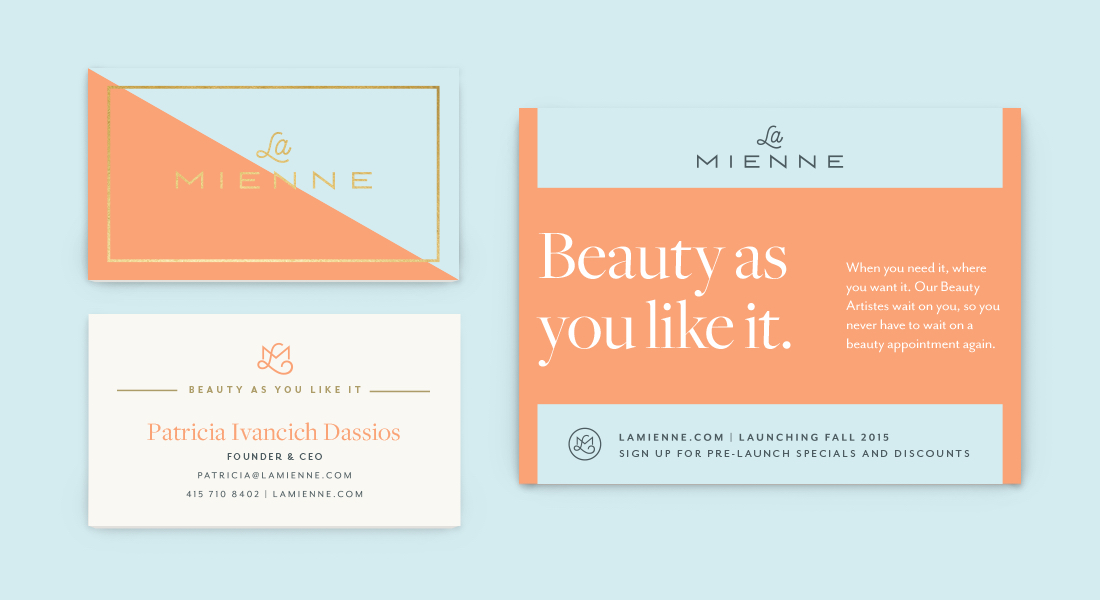 La
MIENNE
BEAUTY AS YOU LIKE IT
Patricia Ivancich Dassios
FOUNDER & CEO
PATRICIA@LAMIENNE.COM
415 710 8402 | LAMIENNE.COM
La
MIENNE
Beauty as
you like it.
When you need it, where
you want it. Our Beauty
Artistes wait on you, so you
never have to wait on a
beauty appointment again.
LAMIENNE.COM | LAUNCHING FALL 2015
SIGN UP FOR PRE-LAUNCH SPECIALS AND DISCOUNTS